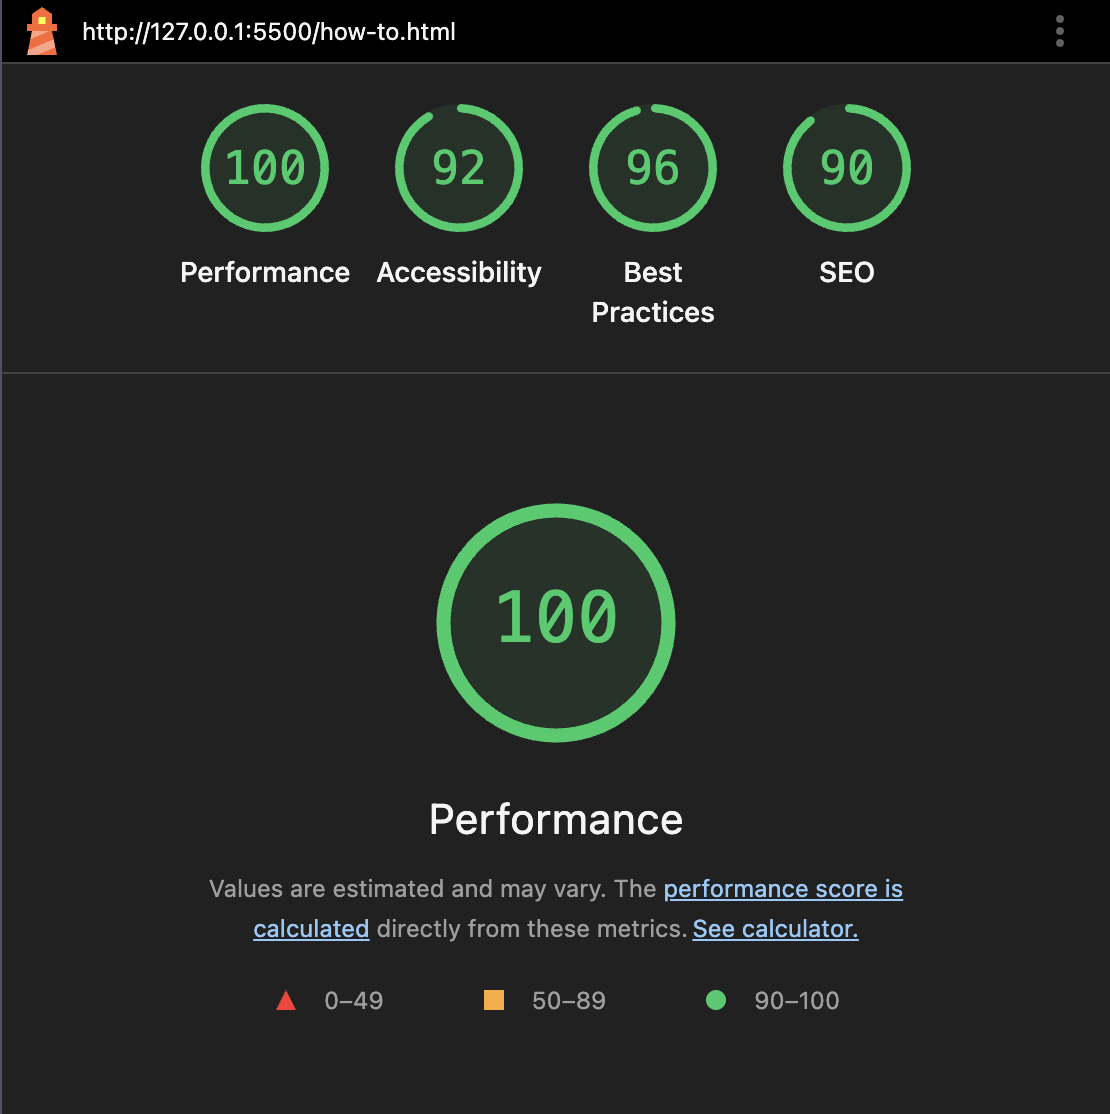 http://127.0.0.1:5500/how-to.html
100
92
96
90
Performance
Accessibility
Best
Practices
SEO
100
Performance
Values are estimated and may vary. The performance score is
calculated directly from these metrics. See calculator.
0–49
50–89
90–100